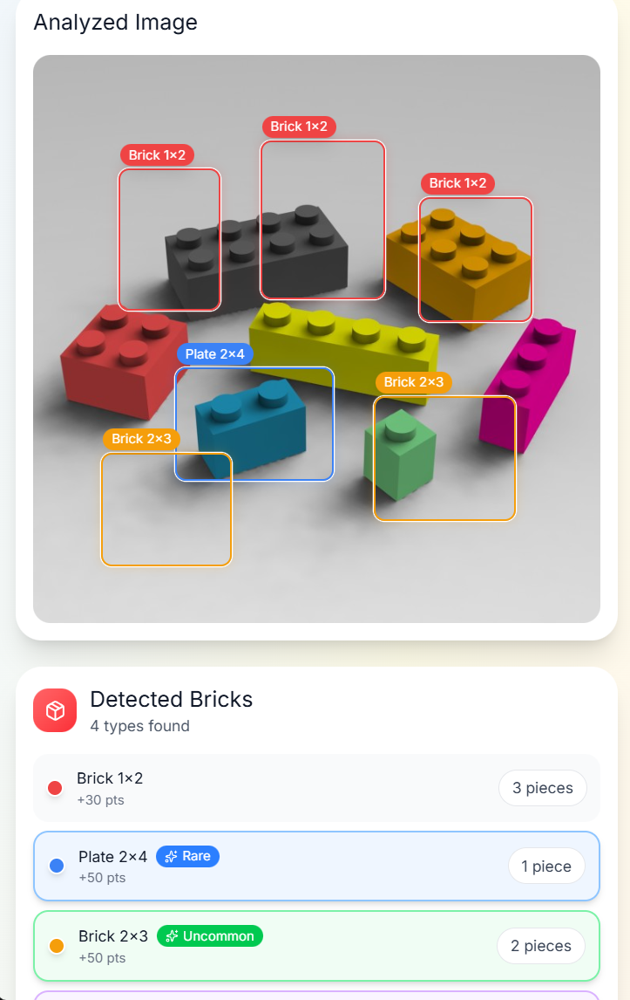 Analyzed Image
Brick 1×2
Brick 1×2
Brick 1×2
Plate 2×4
Brick 2×3
Brick 2×3
Detected Bricks
4 types found
Brick 1×2
+30 pts
3 pieces
Plate 2×4 Rare
+50 pts
1 piece
Brick 2×3 Uncommon
+50 pts
2 pieces